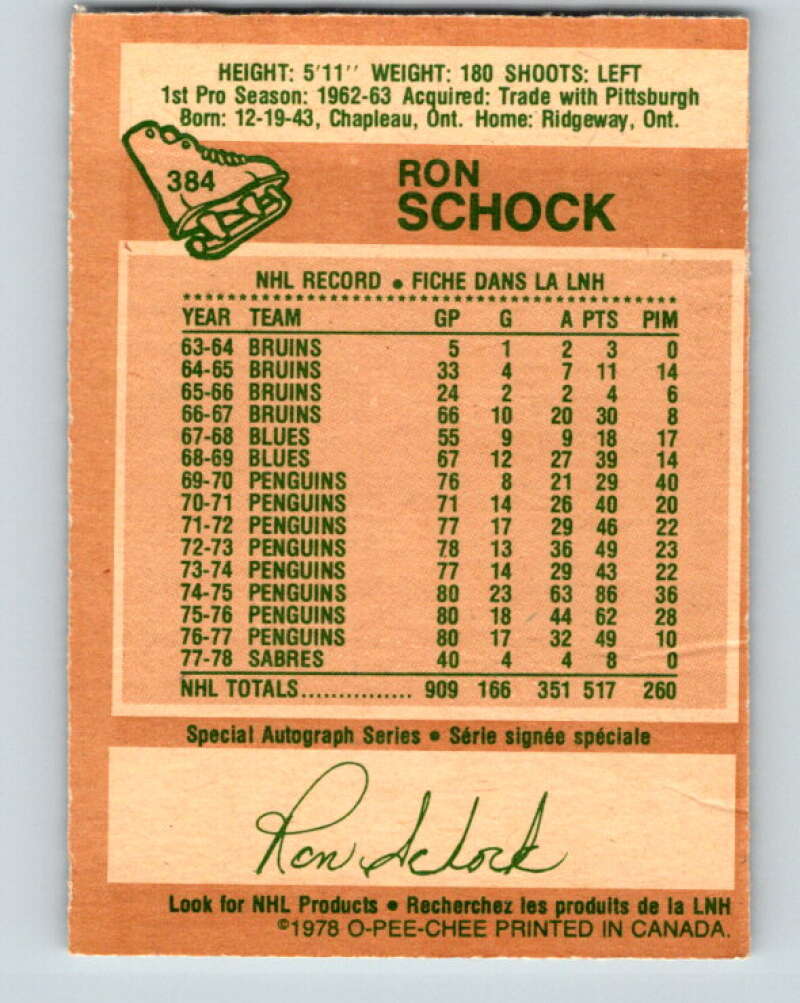 HEIGHT: 5'11'' WEIGHT: 180 SHOOTS: LEFT
1st Pro Season: 1962-63 Acquired: Trade with Pittsburgh
Born: 12-19-43, Chapleau, Ont. Home: Ridgeway, Ont.
384
RON
SCHOCK
NHL RECORD • FICHE DANS LA LNH
YEAR TEAM GP G A PTS PIM
63-64 BRUINS 5 1 2 3 0
64-65 BRUINS 33 4 7 11 14
65-66 BRUINS 24 2 2 4 6
66-67 BRUINS 66 10 20 30 8
67-68 BLUES 55 9 9 18 17
68-69 BLUES 67 12 27 39 14
69-70 PENGUINS 76 8 21 29 40
70-71 PENGUINS 71 14 26 40 20
71-72 PENGUINS 77 17 29 46 22
72-73 PENGUINS 78 13 36 49 23
73-74 PENGUINS 77 14 29 43 22
74-75 PENGUINS 80 23 63 86 36
75-76 PENGUINS 80 18 44 62 28
76-77 PENGUINS 80 17 32 49 10
77-78 SABRES 40 4 4 8 0
NHL TOTALS............... 909 166 351 517 260
Special Autograph Series • Série signée spéciale
Ron Schock
Look for NHL Products • Recherchez les produits de la LNH
©1978 O-PEE-CHEE PRINTED IN CANADA.